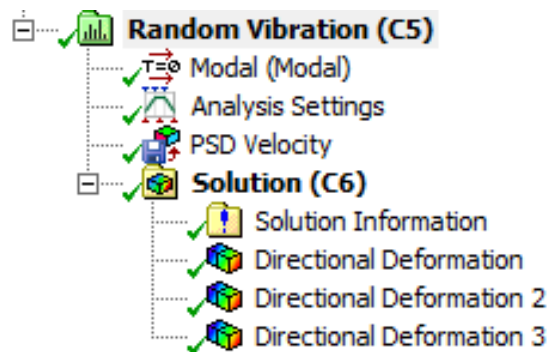 Random Vibration (C5)
T=0 Modal (Modal)
Analysis Settings
PSD Velocity
Solution (C6)
Solution Information
Directional Deformation
Directional Deformation 2
Directional Deformation 3